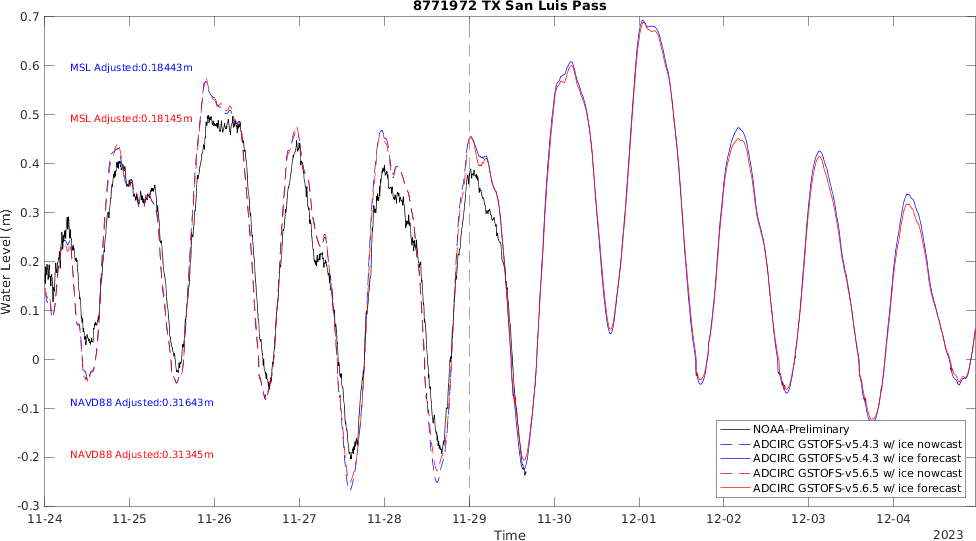 8771972 TX San Luis Pass
0.7
0.6
0.5
0.4
0.3
0.2
0.1
0
-0.1
-0.2
-0.3
Water Level (m)
MSL Adjusted:0.18443m
MSL Adjusted:0.18145m
NAVD88 Adjusted:0.31643m
NAVD88 Adjusted:0.31345m
NOAA-Preliminary
ADCIRC GSTOFS-v5.4.3 w/ ice nowcast
ADCIRC GSTOFS-v5.4.3 w/ ice forecast
ADCIRC GSTOFS-v5.6.5 w/ ice nowcast
ADCIRC GSTOFS-v5.6.5 w/ ice forecast
11-24 11-25 11-26 11-27 11-28 11-29 11-30 12-01 12-02 12-03 12-04
Time
2023